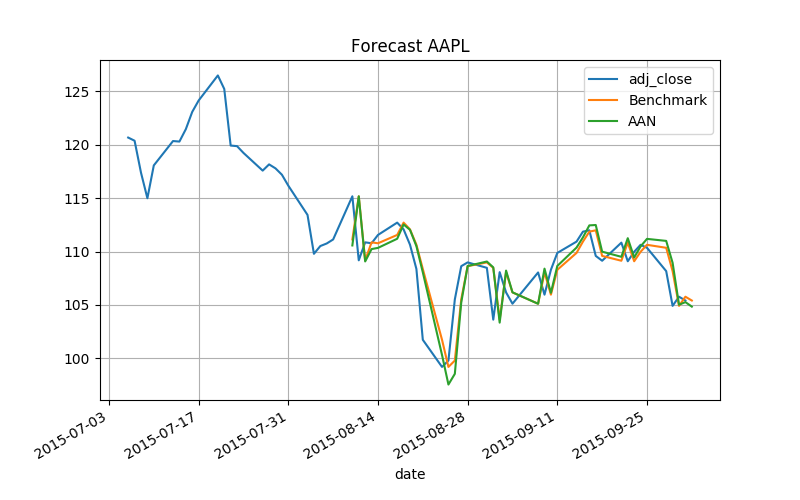 Forecast AAPL
adj_close
Benchmark
AAN
125
120
115
110
105
100
2015-07-03
2015-07-17
2015-07-31
2015-08-14
2015-08-28
2015-09-11
2015-09-25
date